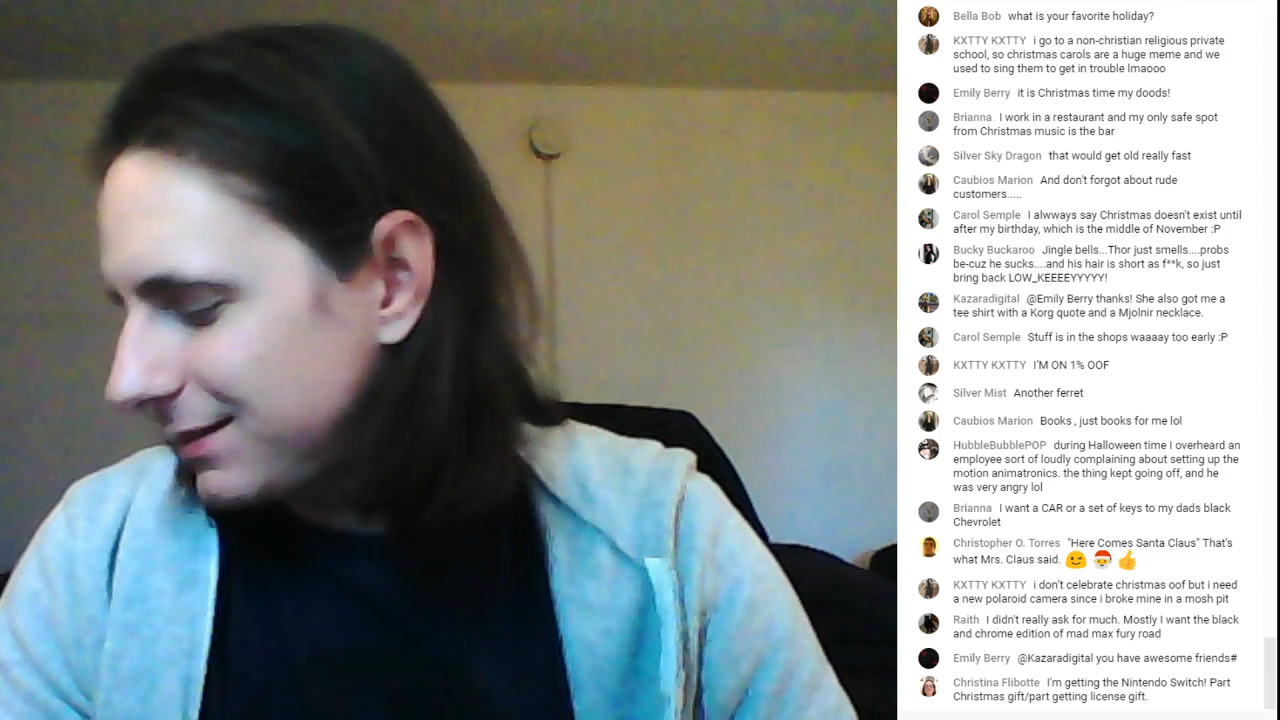 Bella Bob what is your favorite holiday?
KXTTY KXTTY i go to a non-christian religious private
school, so christmas carols are a huge meme and we
used to sing them to get in trouble lmaooo
Emily Berry it is Christmas time my doods!
Brianna I work in a restaurant and my only safe spot
from Christmas music is the bar
Silver Sky Dragon that would get old really fast
Caubios Marion And don't forgot about rude
customers.....
Carol Semple I alwways say Christmas doesn't exist until
after my birthday, which is the middle of November :P
Bucky Buckaroo Jingle bells...Thor just smells....probs
be-cuz he sucks....and his hair is short as f**k, so just
bring back LOW_KEEEEYYYYY!
Kazaradigital @Emily Berry thanks! She also got me a
tee shirt with a Korg quote and a Mjolnir necklace.
Carol Semple Stuff is in the shops waaaay too early :P
KXTTY KXTTY I'M ON 1% OOF
Silver Mist Another ferret
Caubios Marion Books , just books for me lol
HubbleBubblePOP during Halloween time I overheard an
employee sort of loudly complaining about setting up the
motion animatronics. the thing kept going off, and he
was very angry lol
Brianna I want a CAR or a set of keys to my dads black
Chevrolet
Christopher O. Torres "Here Comes Santa Claus" That's
what Mrs. Claus said. 😉 🎅 👍
KXTTY KXTTY i don't celebrate christmas oof but i need
a new polaroid camera since i broke mine in a mosh pit
Raith I didn't really ask for much. Mostly I want the black
and chrome edition of mad max fury road
Emily Berry @Kazaradigital you have awesome friends#
Christina Flibotte I'm getting the Nintendo Switch! Part
Christmas gift/part getting license gift.